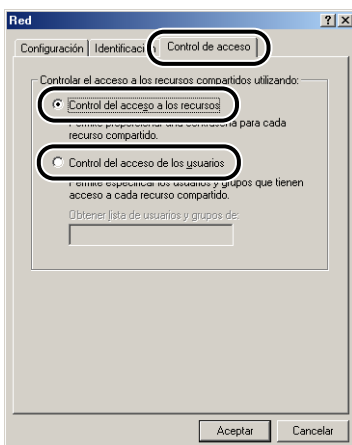 Red
Configuración Identificación Control de acceso
Controlar el acceso a los recursos compartidos utilizando:
Control del acceso a los recursos
Permite proporcionar una contraseña para cada
recurso compartido.
Control del acceso de los usuarios
Permite especificar los usuarios y grupos que tienen
acceso a cada recurso compartido.
Obtener lista de usuarios y grupos de:
Aceptar Cancelar